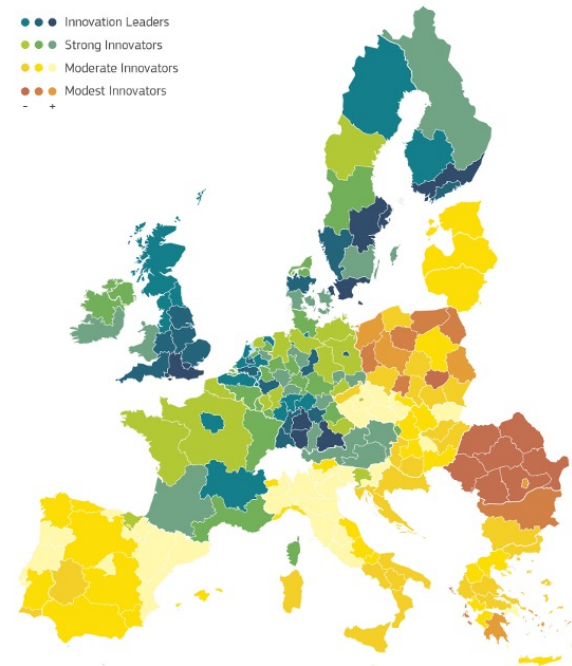 Innovation Leaders
Strong Innovators
Moderate Innovators
Modest Innovators
- +